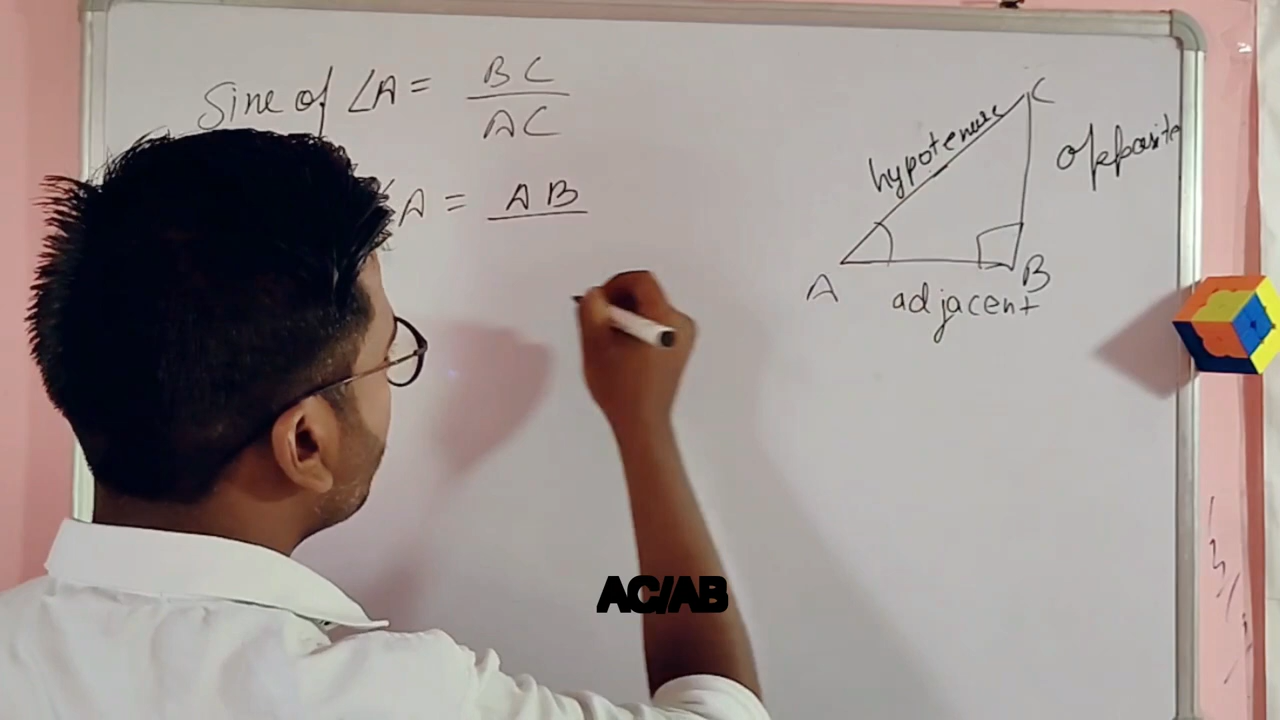 Sine of ∠A = BC
AC
∠A = AB
C
hypotenuse
opposite
A
B
adjacent
AC/AB